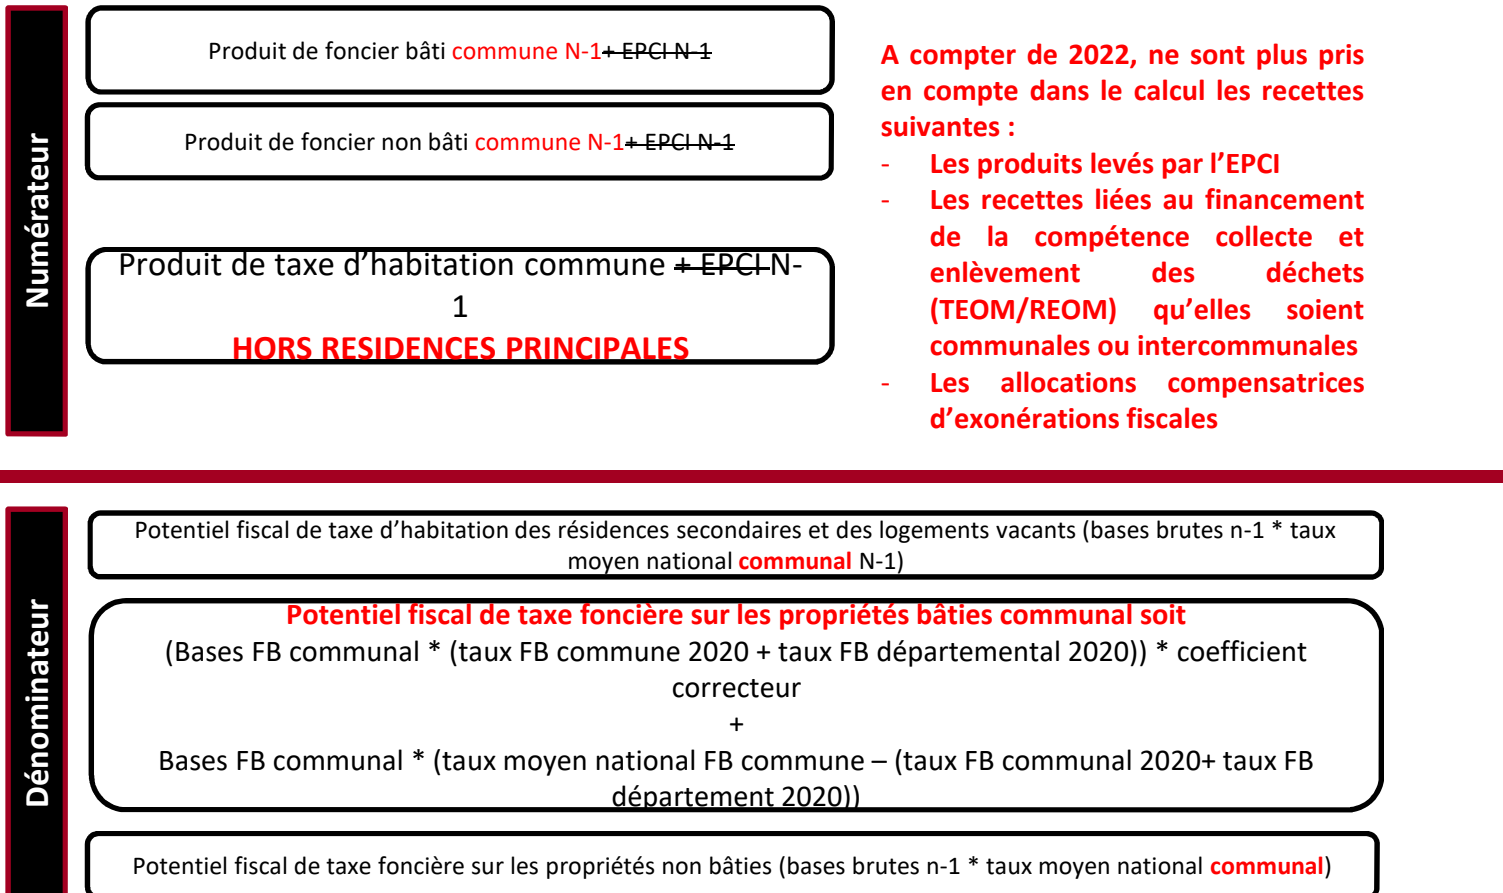 Numérateur
Produit de foncier bâti commune N-1+ EPCI N-1
Produit de foncier non bâti commune N-1+ EPCI N-1
Produit de taxe d’habitation commune + EPCI N-
1
HORS RESIDENCES PRINCIPALES
A compter de 2022, ne sont plus pris
en compte dans le calcul les recettes
suivantes :
- Les produits levés par l’EPCI
- Les recettes liées au financement
de la compétence collecte et
enlèvement des déchets
(TEOM/REOM) qu’elles soient
communales ou intercommunales
- Les allocations compensatrices
d’exonérations fiscales
Dénominateur
Potentiel fiscal de taxe d’habitation des résidences secondaires et des logements vacants (bases brutes n-1 * taux
moyen national communal N-1)
Potentiel fiscal de taxe foncière sur les propriétés bâties communal soit
(Bases FB communal * (taux FB commune 2020 + taux FB départemental 2020)) * coefficient
correcteur
+
Bases FB communal * (taux moyen national FB commune – (taux FB communal 2020+ taux FB
département 2020))
Potentiel fiscal de taxe foncière sur les propriétés non bâties (bases brutes n-1 * taux moyen national communal)